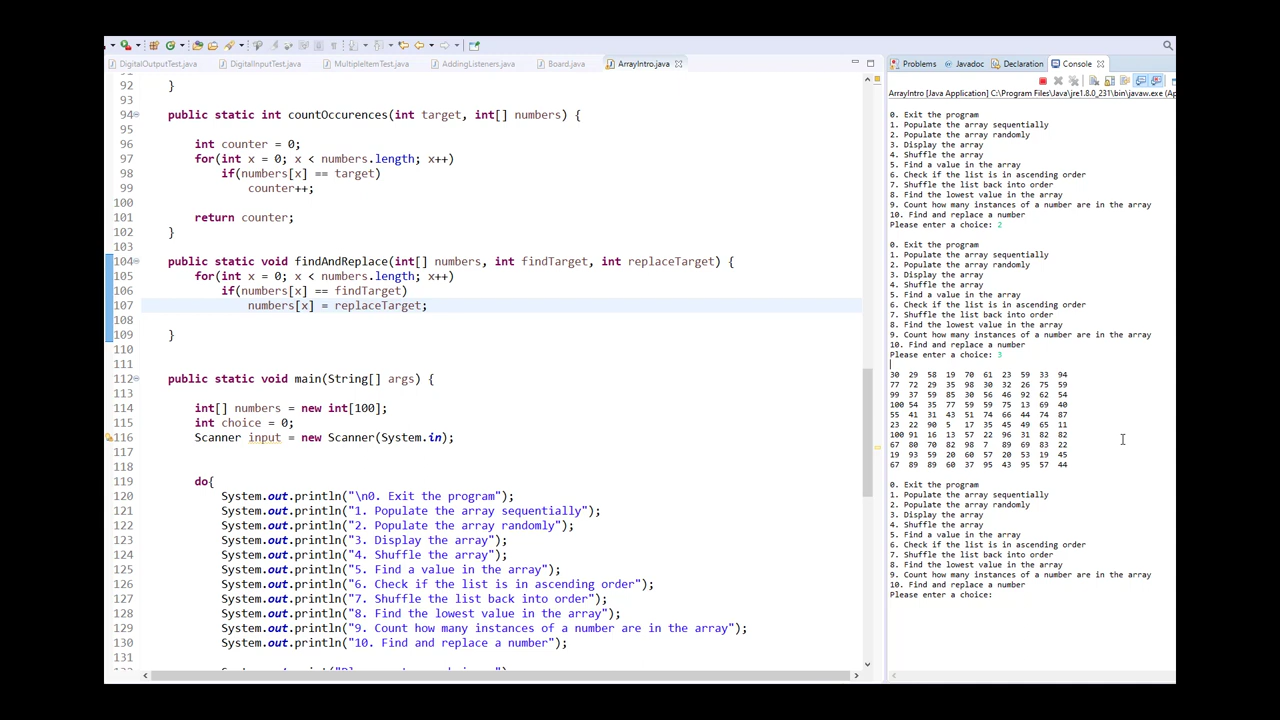 DigitalOutputTest.java DigitalInputTest.java MultipleItemTest.java AddingListeners.java Board.java ArrayIntro.java
92 }
93
94 public static int countOccurences(int target, int[] numbers) {
95
96 int counter = 0;
97 for(int x = 0; x < numbers.length; x++)
98 if(numbers[x] == target)
99 counter++;
100
101 return counter;
102 }
103
104 public static void findAndReplace(int[] numbers, int findTarget, int replaceTarget) {
105 for(int x = 0; x < numbers.length; x++)
106 if(numbers[x] == findTarget)
107 numbers[x] = replaceTarget;
108
109 }
110
111
112 public static void main(String[] args) {
113
114 int[] numbers = new int[100];
115 int choice = 0;
116 Scanner input = new Scanner(System.in);
117
118
119 do{
120 System.out.println("\n0. Exit the program");
121 System.out.println("1. Populate the array sequentially");
122 System.out.println("2. Populate the array randomly");
123 System.out.println("3. Display the array");
124 System.out.println("4. Shuffle the array");
125 System.out.println("5. Find a value in the array");
126 System.out.println("6. Check if the list is in ascending order");
127 System.out.println("7. Shuffle the list back into order");
128 System.out.println("8. Find the lowest value in the array");
129 System.out.println("9. Count how many instances of a number are in the array");
130 System.out.println("10. Find and replace a number");
131
Problems Javadoc Declaration Console
ArrayIntro [Java Application] C:\Program Files\Java\jre1.8.0_231\bin\javaw.exe (Ap
0. Exit the program
1. Populate the array sequentially
2. Populate the array randomly
3. Display the array
4. Shuffle the array
5. Find a value in the array
6. Check if the list is in ascending order
7. Shuffle the list back into order
8. Find the lowest value in the array
9. Count how many instances of a number are in the array
10. Find and replace a number
Please enter a choice: 2
0. Exit the program
1. Populate the array sequentially
2. Populate the array randomly
3. Display the array
4. Shuffle the array
5. Find a value in the array
6. Check if the list is in ascending order
7. Shuffle the list back into order
8. Find the lowest value in the array
9. Count how many instances of a number are in the array
10. Find and replace a number
Please enter a choice: 3
30 29 58 19 70 61 23 59 33 94
77 72 29 35 98 30 32 26 75 59
99 37 59 85 30 56 46 92 62 54
100 54 35 77 59 59 75 13 69 40
55 41 31 43 51 74 66 44 74 87
23 22 90 5 17 35 45 49 65 11
100 91 16 13 57 22 96 31 82 82
67 80 70 82 98 7 89 69 83 22
19 93 59 20 60 57 20 53 19 45
67 89 89 60 37 95 43 95 57 44
0. Exit the program
1. Populate the array sequentially
2. Populate the array randomly
3. Display the array
4. Shuffle the array
5. Find a value in the array
6. Check if the list is in ascending order
7. Shuffle the list back into order
8. Find the lowest value in the array
9. Count how many instances of a number are in the array
10. Find and replace a number
Please enter a choice: